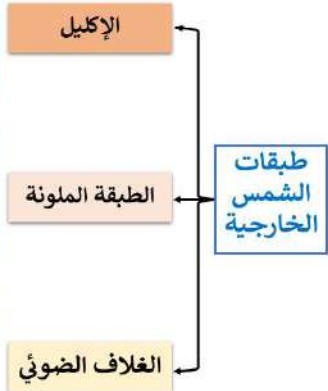 طبقات
الشمس
الخارجية
الإكليل
الطبقة الملونة
الغلاف الضوئي